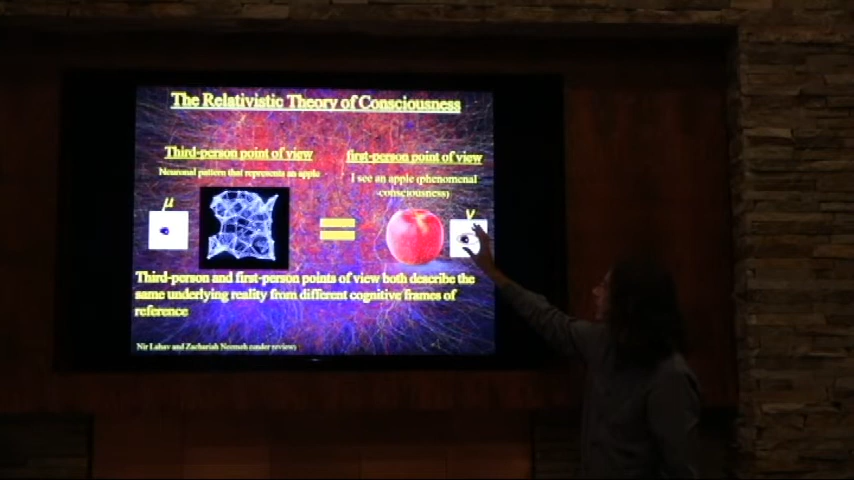 The Relativistic Theory of Consciousness
Third-person point of view
first-person point of view
Neuronal pattern that represents an apple
I see an apple (phenomenal
consciousness)
μ
ν
Third-person and first-person points of view both describe the
same underlying reality from different cognitive frames of
reference
Nir Lahav and Zachariah Neemeh (under review)